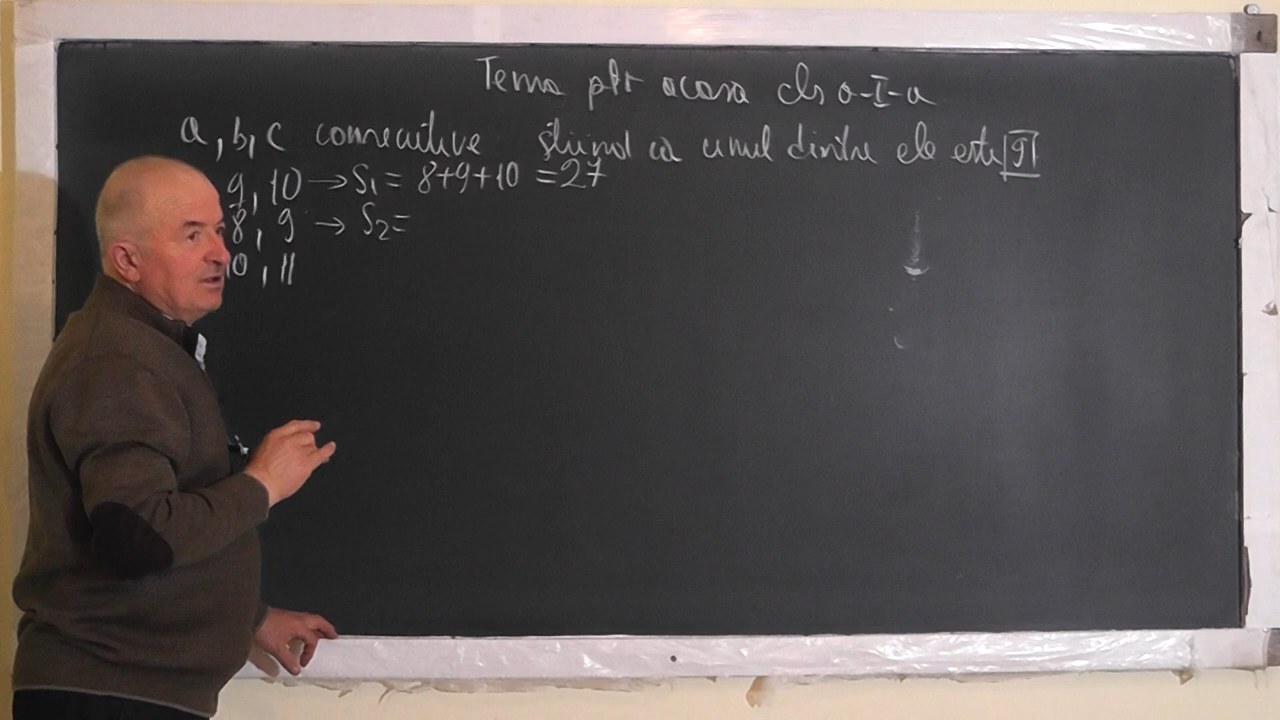 Tema ptr acasa cls a-I-a
a, b, c consecutive știind ca unul dintre ele este 9
9, 10 → S1 = 8+9+10 = 27
8, 9 → S2 =
10, 11